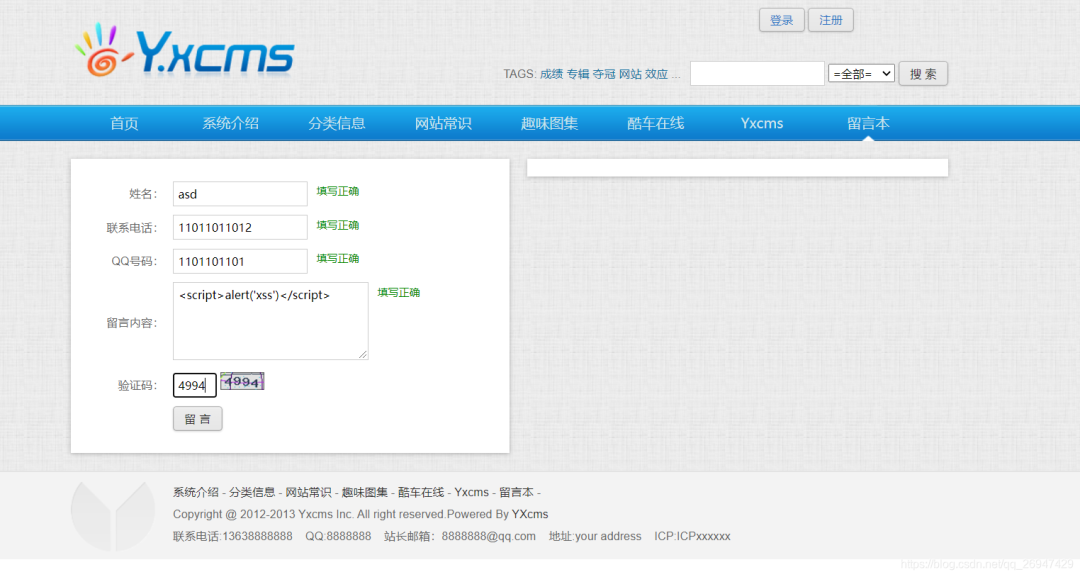 登录 注册
Yxcms
TAGS: 成绩 专辑 夺冠 网站 效应 ... =全部= 搜 索
首页 系统介绍 分类信息 网站常识 趣味图集 酷车在线 Yxcms 留言本
姓名: asd 填写正确
联系电话: 11011011012 填写正确
QQ号码: 1101101101 填写正确
留言内容: <script>alert('xss')</script> 填写正确
验证码: 4994 4994
留 言
系统介绍 - 分类信息 - 网站常识 - 趣味图集 - 酷车在线 - Yxcms - 留言本 -
Copyright @ 2012-2013 Yxcms Inc. All right reserved.Powered By YXcms
联系电话:13638888888 QQ:8888888 站长邮箱：8888888@qq.com 地址:your address ICP:ICPxxxxxx
https://blog.csdn.net/qq_26947429